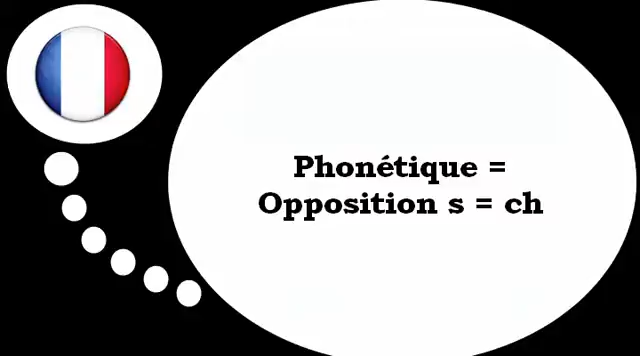 Phonétique =
Opposition s = ch